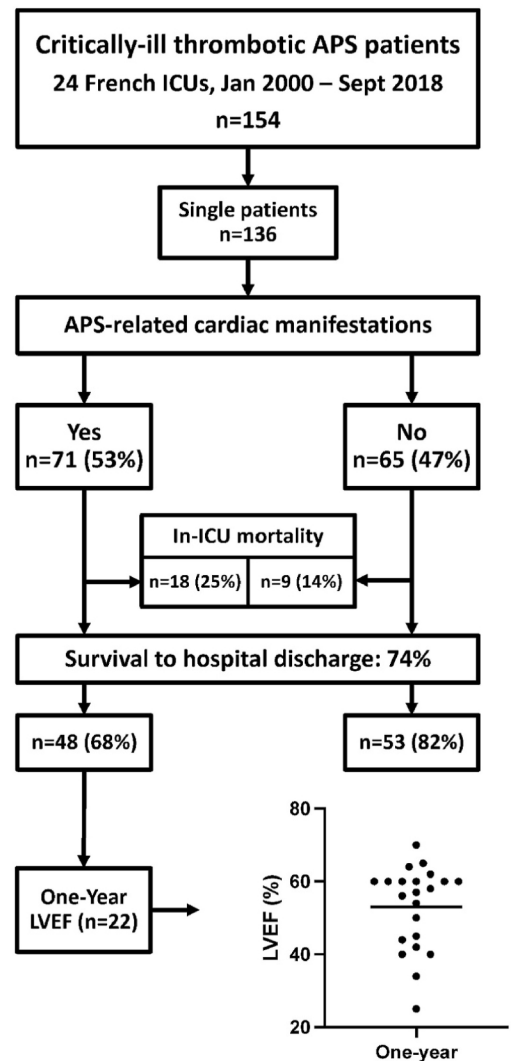 Critically-ill thrombotic APS patients
24 French ICUs, Jan 2000 – Sept 2018
n=154
Single patients
n=136
APS-related cardiac manifestations
Yes
n=71 (53%)
No
n=65 (47%)
In-ICU mortality
n=18 (25%)
n=9 (14%)
Survival to hospital discharge: 74%
n=48 (68%)
n=53 (82%)
One-Year
LVEF (n=22)
LVEF (%)
80
60
40
20
One-year